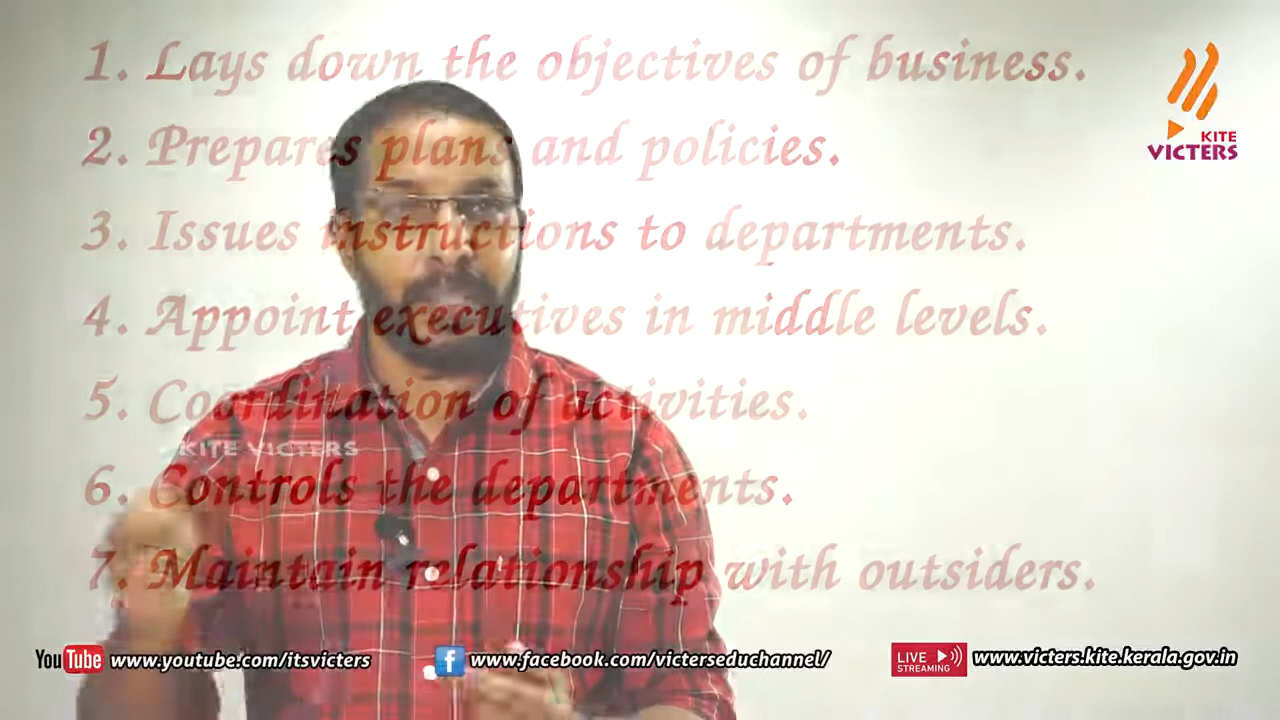 1. Lays down the objectives of business.
2. Prepares plans and policies.
3. Issues instructions to departments.
4. Appoint executives in middle levels.
5. Coordination of activities.
6. Controls the departments.
7. Maintain relationship with outsiders.
KITE
VICTERS
KITE VICTERS
YouTube www.youtube.com/itsvicters
f www.facebook.com/victerseduchannel/
LIVE
STREAMING
www.victers.kite.kerala.gov.in